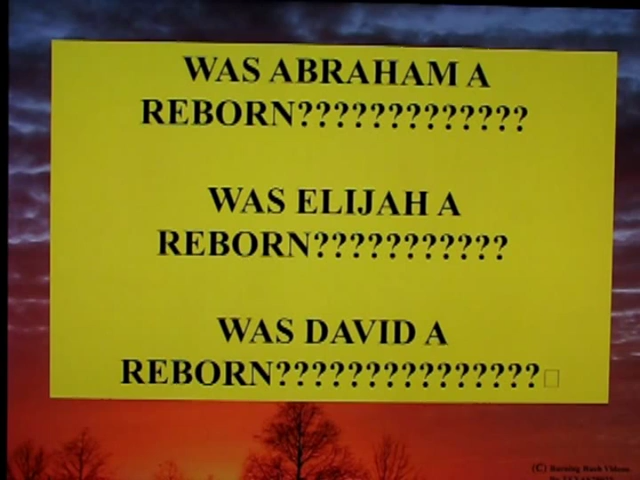 WAS ABRAHAM A
REBORN?????????????
WAS ELIJAH A
REBORN???????????
WAS DAVID A
REBORN???????????????
(C) Burning Bush Videos